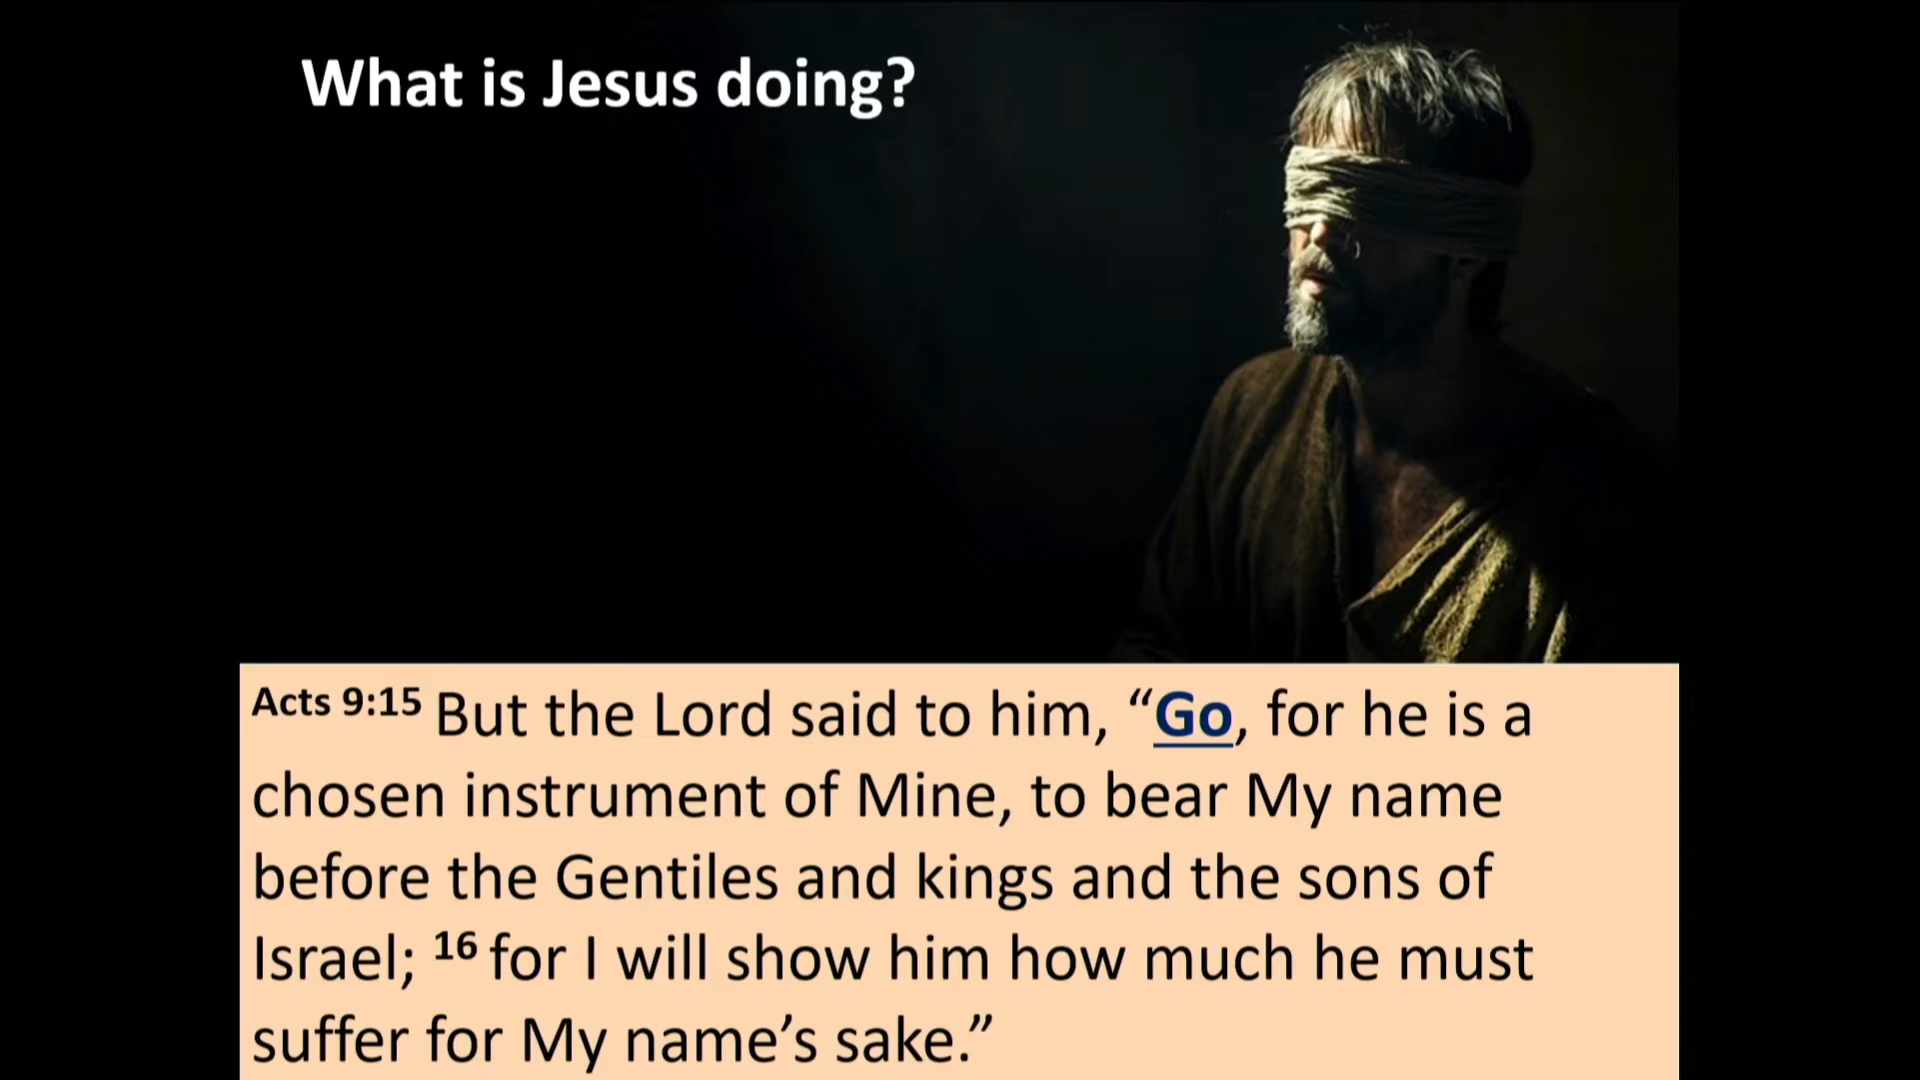 What is Jesus doing?
Acts 9:15 But the Lord said to him, “Go, for he is a
chosen instrument of Mine, to bear My name
before the Gentiles and kings and the sons of
Israel; 16 for I will show him how much he must
suffer for My name’s sake.”